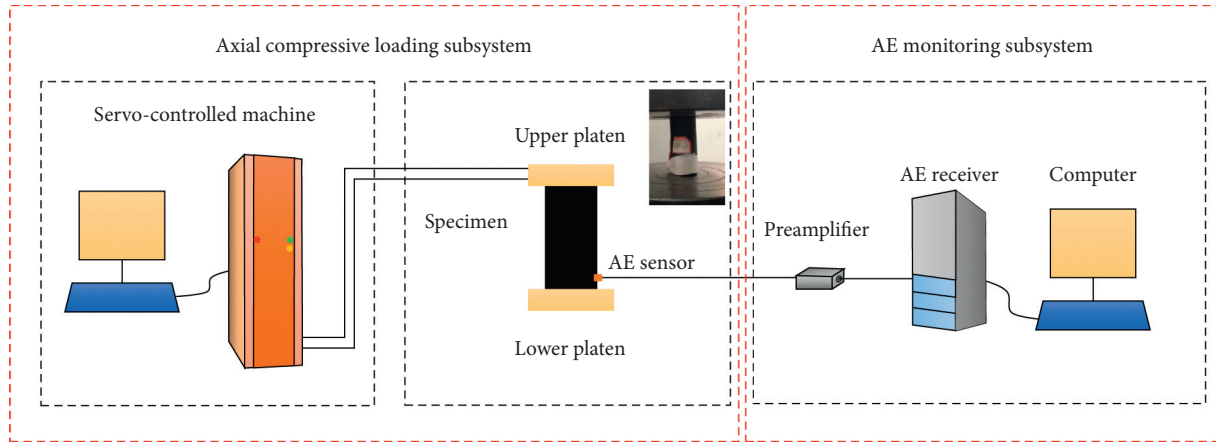 Axial compressive loading subsystem
AE monitoring subsystem
Servo-controlled machine
Upper platen
Specimen
AE sensor
Lower platen
Preamplifier
AE receiver
Computer